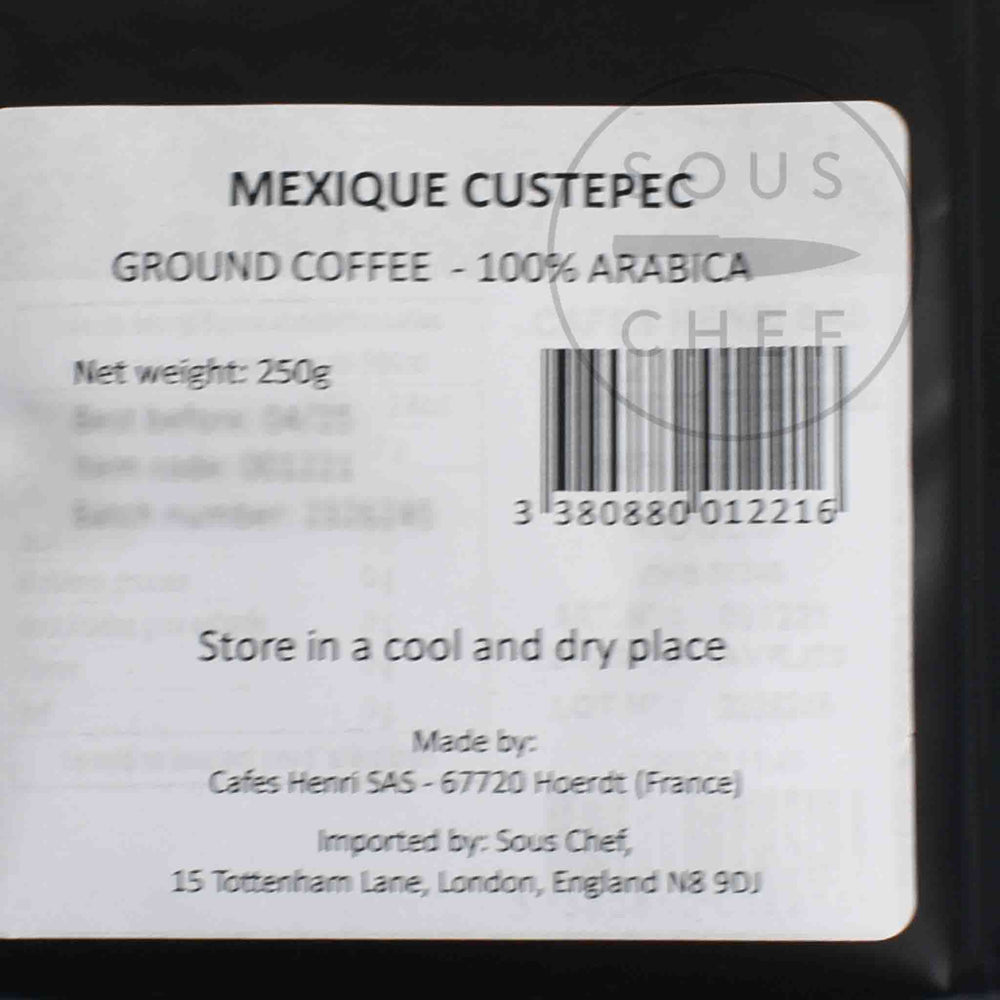 SOUS
CHEF
MEXIQUE CUSTEPEC
GROUND COFFEE - 100% ARABICA
Net weight: 250g
3 380880 012216
Store in a cool and dry place
Made by:
Cafes Henri SAS - 67720 Hoerdt (France)
Imported by: Sous Chef,
15 Tottenham Lane, London, England N8 9DJ